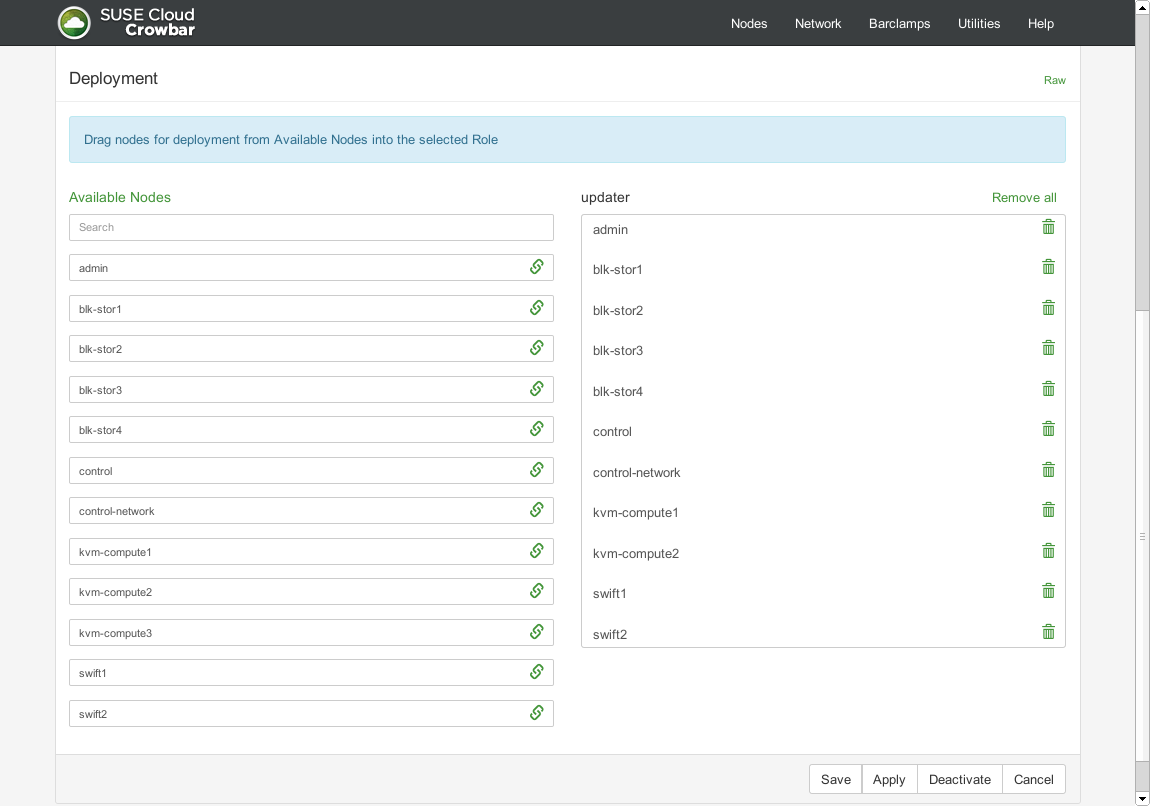 SUSE Cloud
Crowbar
Nodes Network Barclamps Utilities Help
Deployment
Raw
Drag nodes for deployment from Available Nodes into the selected Role
Available Nodes
Search
admin
blk-stor1
blk-stor2
blk-stor3
blk-stor4
control
control-network
kvm-compute1
kvm-compute2
kvm-compute3
swift1
swift2
updater
Remove all
admin
blk-stor1
blk-stor2
blk-stor3
blk-stor4
control
control-network
kvm-compute1
kvm-compute2
swift1
swift2
Save Apply Deactivate Cancel